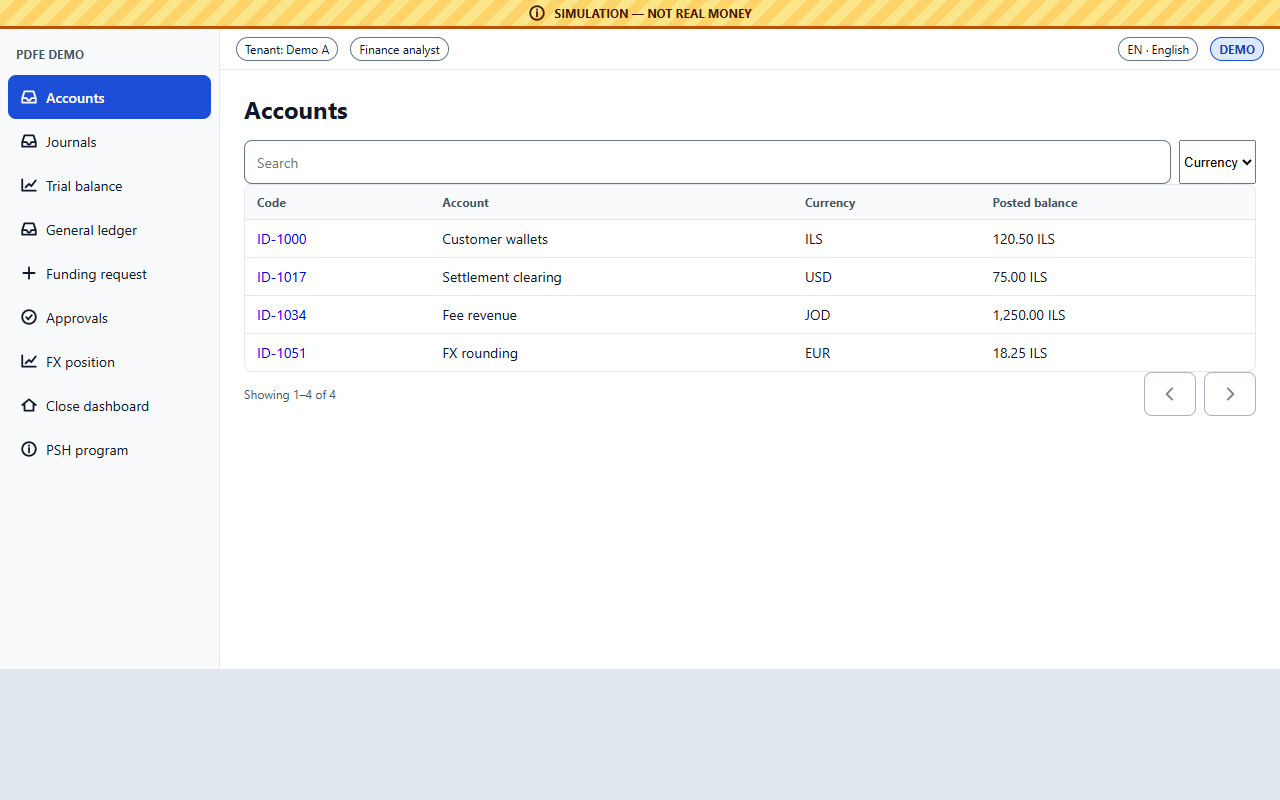 SIMULATION — NOT REAL MONEY
PDFE DEMO
Tenant: Demo A
Finance analyst
EN · English
DEMO
Accounts
Journals
Trial balance
General ledger
Funding request
Approvals
FX position
Close dashboard
PSH program
Accounts
Search
Currency
Code Account Currency Posted balance
ID-1000 Customer wallets ILS 120.50 ILS
ID-1017 Settlement clearing USD 75.00 ILS
ID-1034 Fee revenue JOD 1,250.00 ILS
ID-1051 FX rounding EUR 18.25 ILS
Showing 1–4 of 4